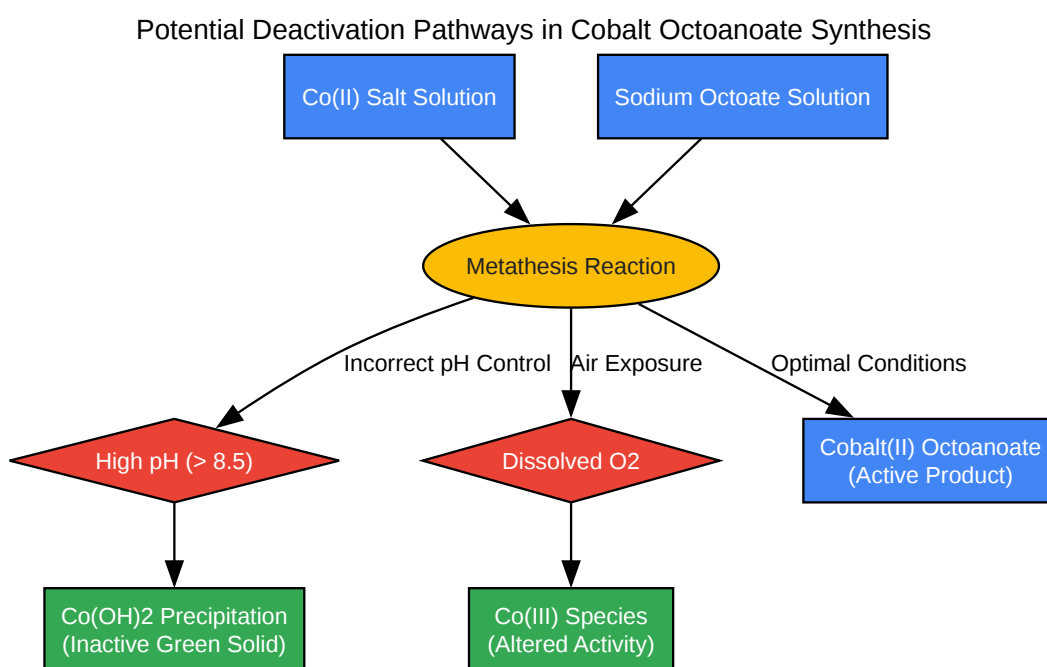 Potential Deactivation Pathways in Cobalt Octoanoate Synthesis
Co(II) Salt Solution
Sodium Octoate Solution
Metathesis Reaction
Incorrect pH Control
Air Exposure
Optimal Conditions
High pH (> 8.5)
Dissolved O2
Cobalt(II) Octoanoate
(Active Product)
Co(OH)2 Precipitation
(Inactive Green Solid)
Co(III) Species
(Altered Activity)